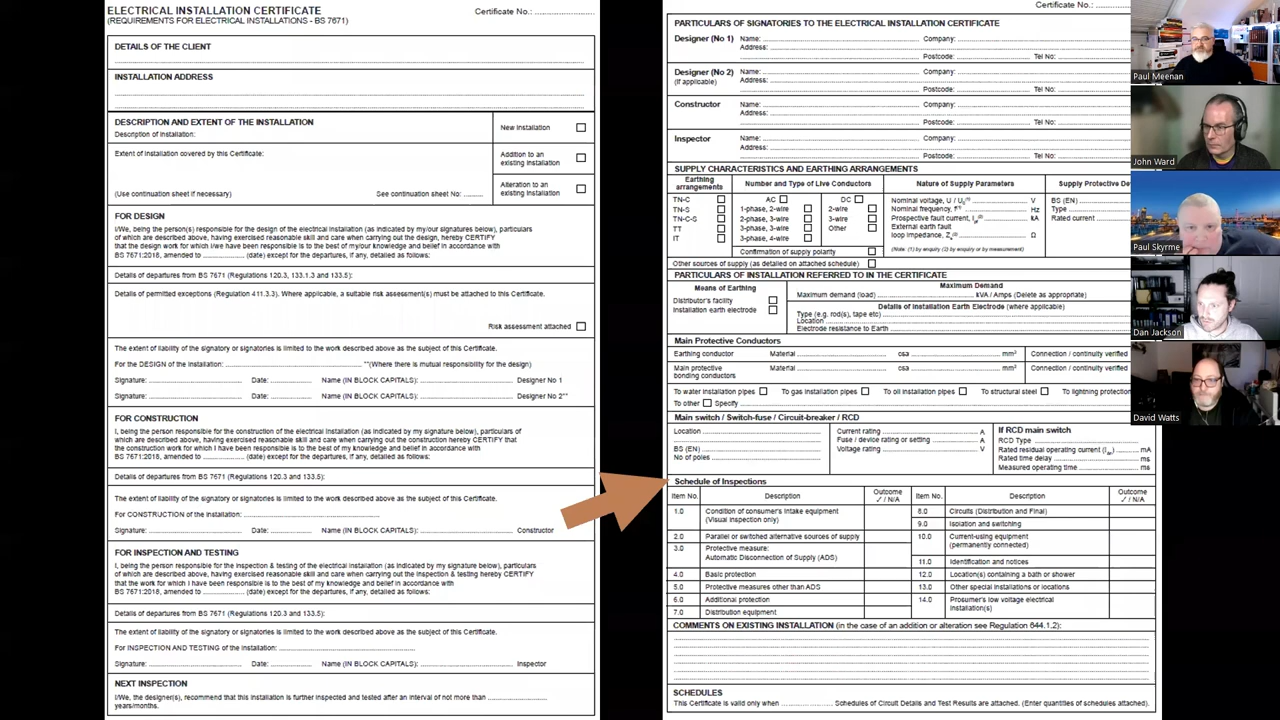 ELECTRICAL INSTALLATION CERTIFICATE
(REQUIREMENTS FOR ELECTRICAL INSTALLATIONS - BS 7671)
Certificate No.: ..............................
DETAILS OF THE CLIENT
INSTALLATION ADDRESS
DESCRIPTION AND EXTENT OF THE INSTALLATION
Description of Installation:
New Installation
Extent of Installation covered by this Certificate:
Addition to an
existing Installation
(Use continuation sheet if necessary)
See continuation sheet No: .........
Alteration to an
existing Installation
FOR DESIGN
I/We, being the person(s) responsible for the design of the electrical installation (as indicated by my/our signatures below), particulars
of which are described above, having exercised reasonable skill and care when carrying out the design, hereby CERTIFY
that the design work for which I/we have been responsible is to the best of my/our knowledge and belief in accordance with
BS 7671:2018, amended to .................... (date) except for the departures, if any, detailed as follows:
Details of departures from BS 7671 (Regulations 120.3, 133.1.3 and 133.5):
Details of permitted exceptions (Regulation 411.3.3). Where applicable, a suitable risk assessment(s) must be attached to this Certificate.
Risk assessment attached
The extent of liability of the signatory or signatories is limited to the work described above as the subject of this Certificate.
For the DESIGN of the installation: .................... **(Where there is mutual responsibility for the design)
Signature: .................... Date: .............. Name (IN BLOCK CAPITALS): .................... Designer No 1
Signature: .................... Date: .............. Name (IN BLOCK CAPITALS): .................... Designer No 2**
FOR CONSTRUCTION
I, being the person responsible for the construction of the electrical installation (as indicated by my signature below), particulars of
which are described above, having exercised reasonable skill and care when carrying out the construction hereby CERTIFY that
the construction work for which I have been responsible is to the best of my knowledge and belief in accordance with
BS 7671:2018, amended to .................... (date) except for the departures, if any, detailed as follows:
Details of departures from BS 7671 (Regulations 120.3 and 133.5):
The extent of liability of the signatory or signatories is limited to the work described above as the subject of this Certificate.
For CONSTRUCTION of the installation: ....................
Signature: .................... Date: .............. Name (IN BLOCK CAPITALS): .................... Constructor
FOR INSPECTION AND TESTING
I, being the person responsible for the inspection & testing of the electrical installation (as indicated by my signature below), particulars
of which are described above, having exercised reasonable skill and care when carrying out the inspection & testing hereby CERTIFY
that the work for which I have been responsible is to the best of my knowledge and belief in accordance with
BS 7671:2018, amended to .................... (date) except for the departures, if any, detailed as follows:
Details of departures from BS 7671 (Regulations 120.3 and 133.5):
The extent of liability of the signatory or signatories is limited to the work described above as the subject of this Certificate.
For INSPECTION AND TESTING of the installation: ....................
Signature: .................... Date: .............. Name (IN BLOCK CAPITALS): .................... Inspector
NEXT INSPECTION
I/We, the designer(s), recommend that this installation is further inspected and tested after an interval of not more than ....................
years/months.
Certificate No.: ..............
PARTICULARS OF SIGNATORIES TO THE ELECTRICAL INSTALLATION CERTIFICATE
Designer (No 1) Name: .................... Company: ....................
Address: ....................
Postcode: .............. Tel No: ..............
Designer (No 2) Name: .................... Company: ....................
(if applicable) Address: ....................
Postcode: .............. Tel No: ..............
Constructor Name: .................... Company: ....................
Address: ....................
Postcode: .............. Tel No: ..............
Inspector Name: .................... Company: ....................
Address: ....................
Postcode: .............. Tel No: ..............
SUPPLY CHARACTERISTICS AND EARTHING ARRANGEMENTS
Earthing
arrangements
TN-C
TN-S
TN-C-S
TT
IT
Number and Type of Live Conductors
AC DC
1-phase, 2-wire 2-wire
2-phase, 3-wire 3-wire
3-phase, 3-wire Other
3-phase, 4-wire
Confirmation of supply polarity
Nature of Supply Parameters
Nominal voltage, U / U0(1) .............. V
Nominal frequency, f(1) .............. Hz
Prospective fault current, Ipf(2) .............. kA
External earth fault
loop impedance, Ze(2) .............. Ω
(Note: (1) by enquiry (2) by enquiry or by measurement)
Supply Protective De
BS (EN)
Type
Rated current
Other sources of supply (as detailed on attached schedule)
PARTICULARS OF INSTALLATION REFERRED TO IN THE CERTIFICATE
Means of Earthing
Distributor's facility
Installation earth electrode
Maximum Demand
Maximum demand (load) .................... kVA / Amps (Delete as appropriate)
Details of Installation Earth Electrode (where applicable)
Type (e.g. rod(s), tape etc) ....................
Location ....................
Electrode resistance to Earth ....................
Main Protective Conductors
Earthing conductor Material .................... csa .............. mm² Connection / continuity verified
Main protective
bonding conductors Material .................... csa .............. mm² Connection / continuity verified
To water installation pipes To gas installation pipes To oil installation pipes To structural steel To lightning protection
To other Specify ....................
Main switch / Switch-fuse / Circuit-breaker / RCD
Location ....................
BS (EN) ....................
No of poles ....................
Current rating .................... A
Fuse / device rating or setting .............. A
Voltage rating .................... V
If RCD main switch
RCD Type ....................
Rated residual operating current (IΔn) .......... mA
Rated time delay .................... ms
Measured operating time .................... ms
Schedule of Inspections
Item No. Description Outcome ✓ / N/A Item No. Description Outcome ✓ / N/A
1.0 Condition of consumer's intake equipment
(Visual inspection only)
2.0 Parallel or switched alternative sources of supply
3.0 Protective measure:
Automatic Disconnection of Supply (ADS)
4.0 Basic protection
5.0 Protective measures other than ADS
6.0 Additional protection
7.0 Distribution equipment
8.0 Circuits (Distribution and Final)
9.0 Isolation and switching
10.0 Current-using equipment
(permanently connected)
11.0 Identification and notices
12.0 Location(s) containing a bath or shower
13.0 Other special installations or locations
14.0 Prosumer's low voltage electrical
installation(s)
COMMENTS ON EXISTING INSTALLATION (in the case of an addition or alteration see Regulation 644.1.2):
SCHEDULES
This Certificate is valid only when .................... Schedules of Circuit Details and Test Results are attached. (Enter quantities of schedules attached).
Paul Meenan
John Ward
Paul Skyrme
Dan Jackson
David Watts